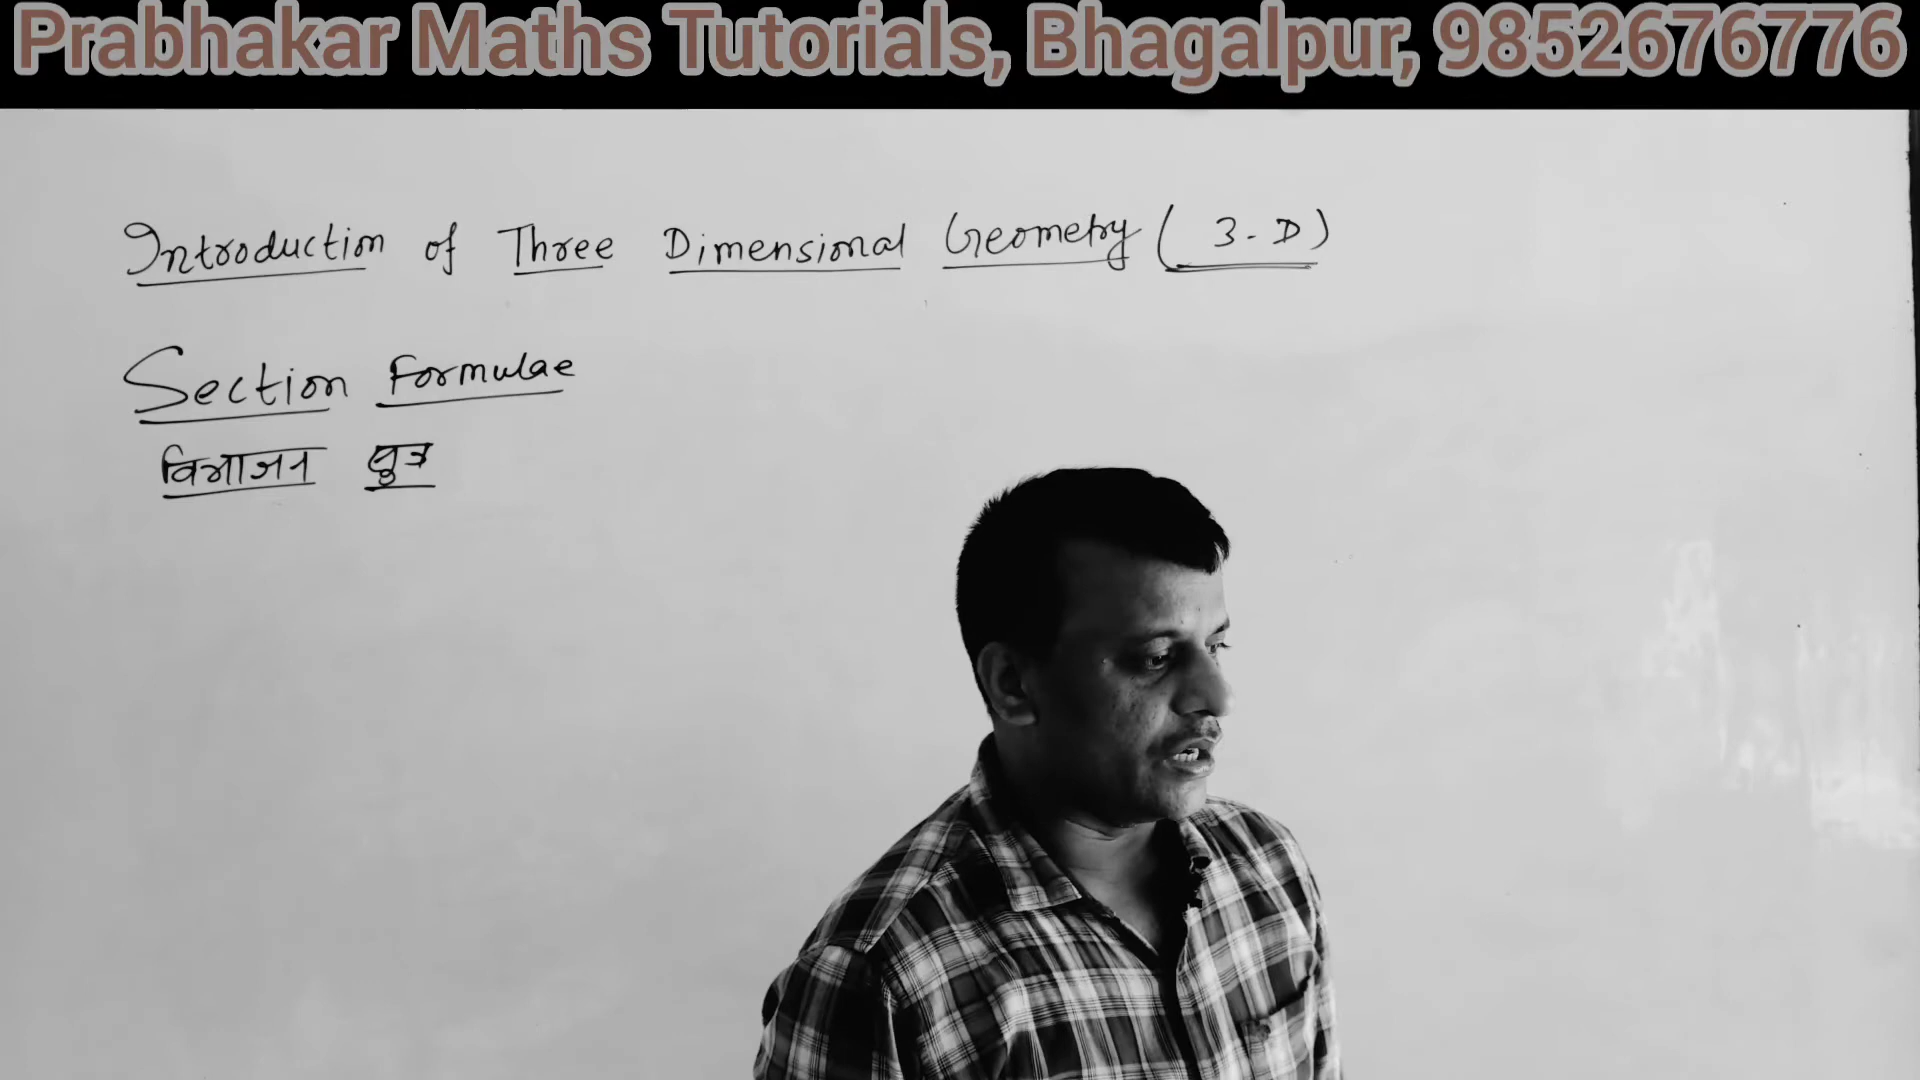 Prabhakar Maths Tutorials, Bhagalpur, 9852676776
Introduction of Three Dimensional Geometry ( 3-D )
Section Formulae
विभाजन सूत्र